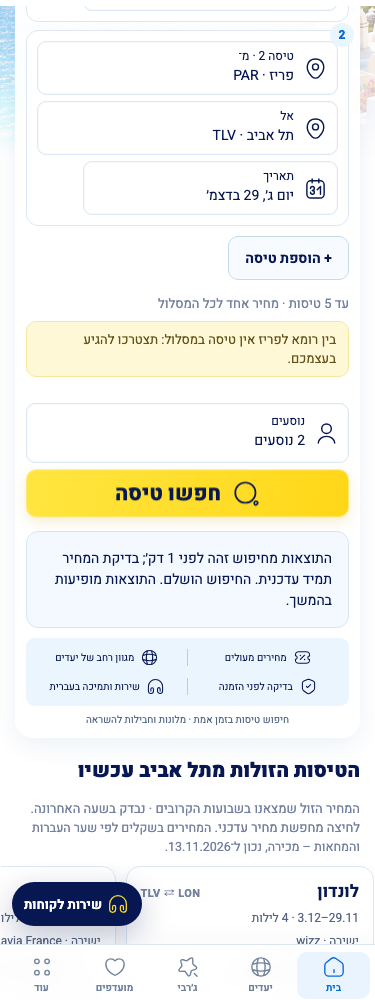 2
טיסה 2 · מ־
פריז · PAR
אל
תל אביב · TLV
31
תאריך
יום ג׳, 29 בדצמ׳
+ הוספת טיסה
עד 5 טיסות · מחיר אחד לכל המסלול
בין רומא לפריז אין טיסה במסלול: תצטרכו להגיע
בעצמכם.
נוסעים
2 נוסעים
חפשו טיסה
התוצאות מחיפוש זהה לפני 1 דק׳; בדיקת המחיר
תמיד עדכנית. החיפוש הושלם. התוצאות מופיעות
בהמשך.
מחירים מעולים
מגוון רחב של יעדים
בדיקה לפני הזמנה
שירות ותמיכה בעברית
חיפוש טיסות בזמן אמת · מלונות וחבילות להשראה
הטיסות הזולות מתל אביב עכשיו
המחיר הזול שמצאנו בשבועות הקרובים · נבדק בשעה האחרונה.
לחיצה מחפשת מחיר עדכני. המחירים בשקלים לפי שער העברות
והמחאות – מכירה, נכון ל־13.11.2026.
לונדון
TLV ⇄ LON
29.11–3.12 · 4 לילות
ישירה · wizz
ישירה · avia France
שירות לקוחות
בית
יעדים
ג׳רבי
מועדפים
עוד